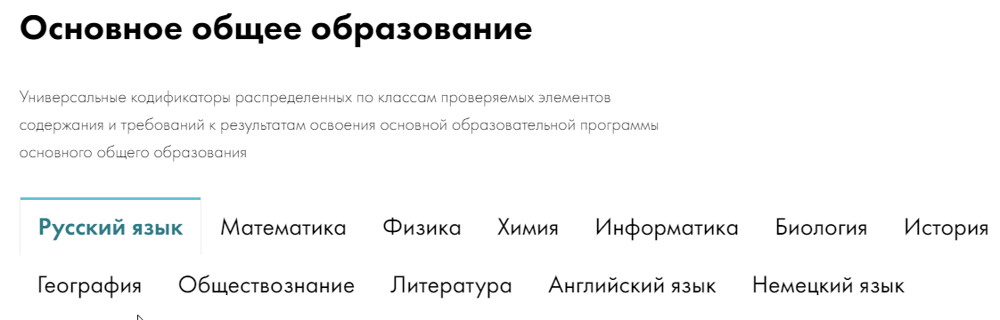 Основное общее образование
Универсальные кодификаторы распределенных по классам проверяемых элементов
содержания и требований к результатам освоения основной образовательной программы
основного общего образования
Русский язык Математика Физика Химия Информатика Биология История
География Обществознание Литература Английский язык Немецкий язык